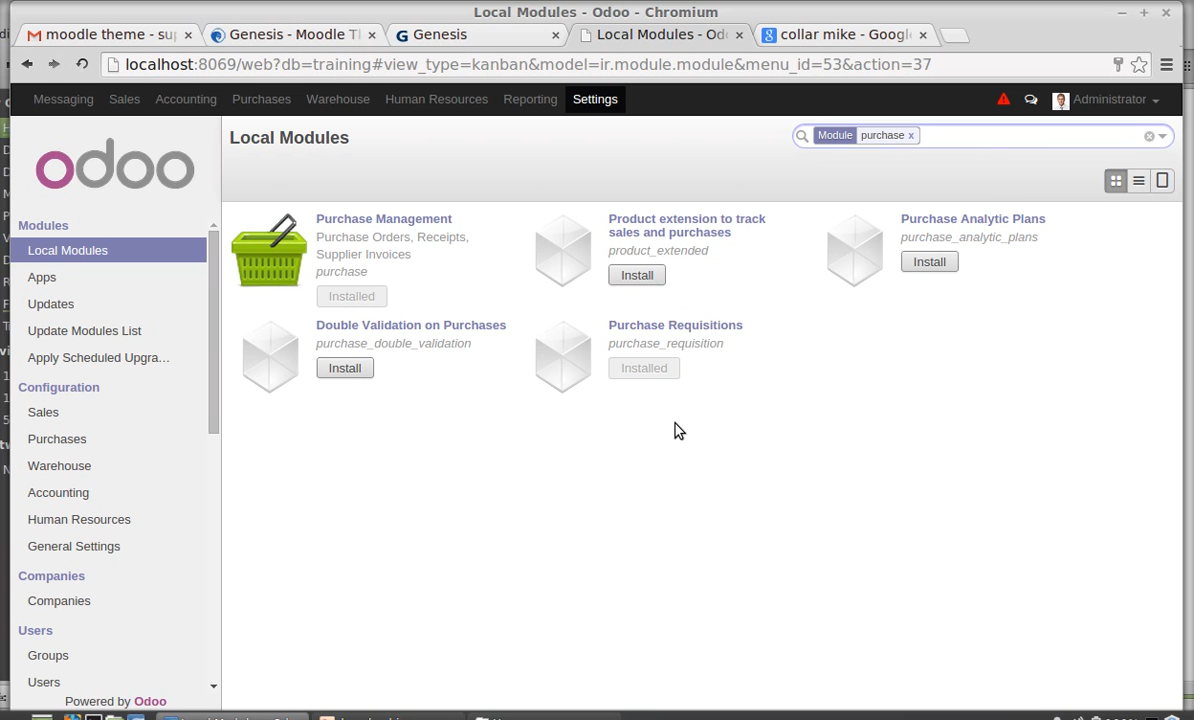 Local Modules - Odoo - Chromium
moodle theme - su
Genesis - Moodle T
Genesis
Local Modules - Od
collar mike - Googl
localhost:8069/web?db=training#view_type=kanban&model=ir.module.module&menu_id=53&action=37
Messaging Sales Accounting Purchases Warehouse Human Resources Reporting Settings Administrator
odoo
Local Modules
Module purchase x
Modules
Local Modules
Apps
Updates
Update Modules List
Apply Scheduled Upgra...
Configuration
Sales
Purchases
Warehouse
Accounting
Human Resources
General Settings
Companies
Companies
Users
Groups
Users
Powered by Odoo
Purchase Management
Purchase Orders, Receipts,
Supplier Invoices
purchase
Installed
Product extension to track
sales and purchases
product_extended
Install
Purchase Analytic Plans
purchase_analytic_plans
Install
Double Validation on Purchases
purchase_double_validation
Install
Purchase Requisitions
purchase_requisition
Installed